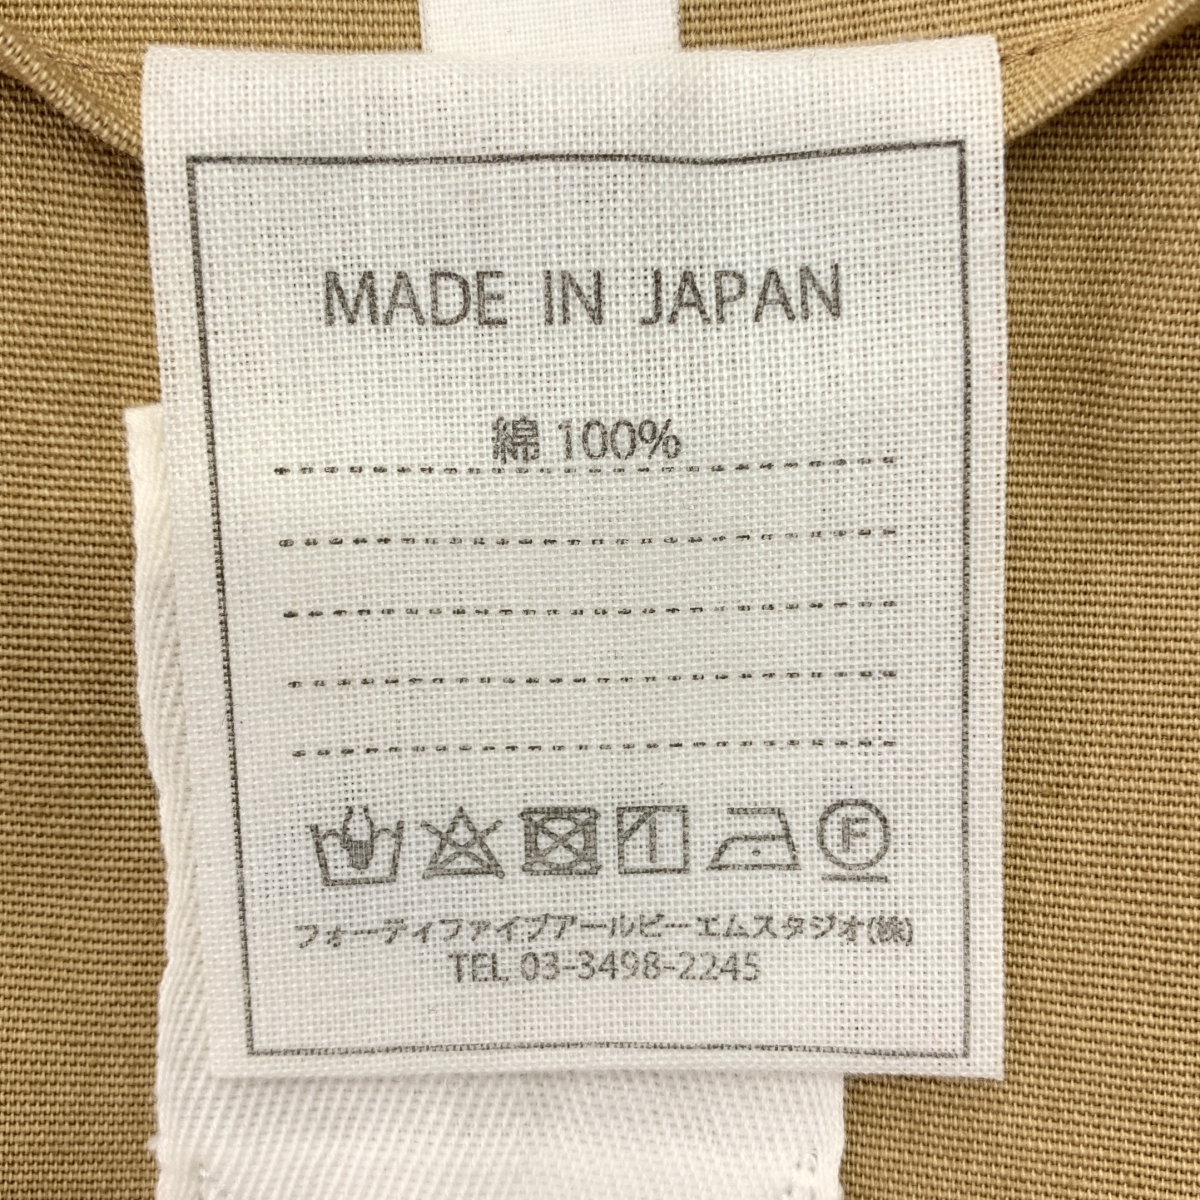 MADE IN JAPAN
綿 100%
F
フォーティファイブアールピーエムスタジオ(株)
TEL 03-3498-2245